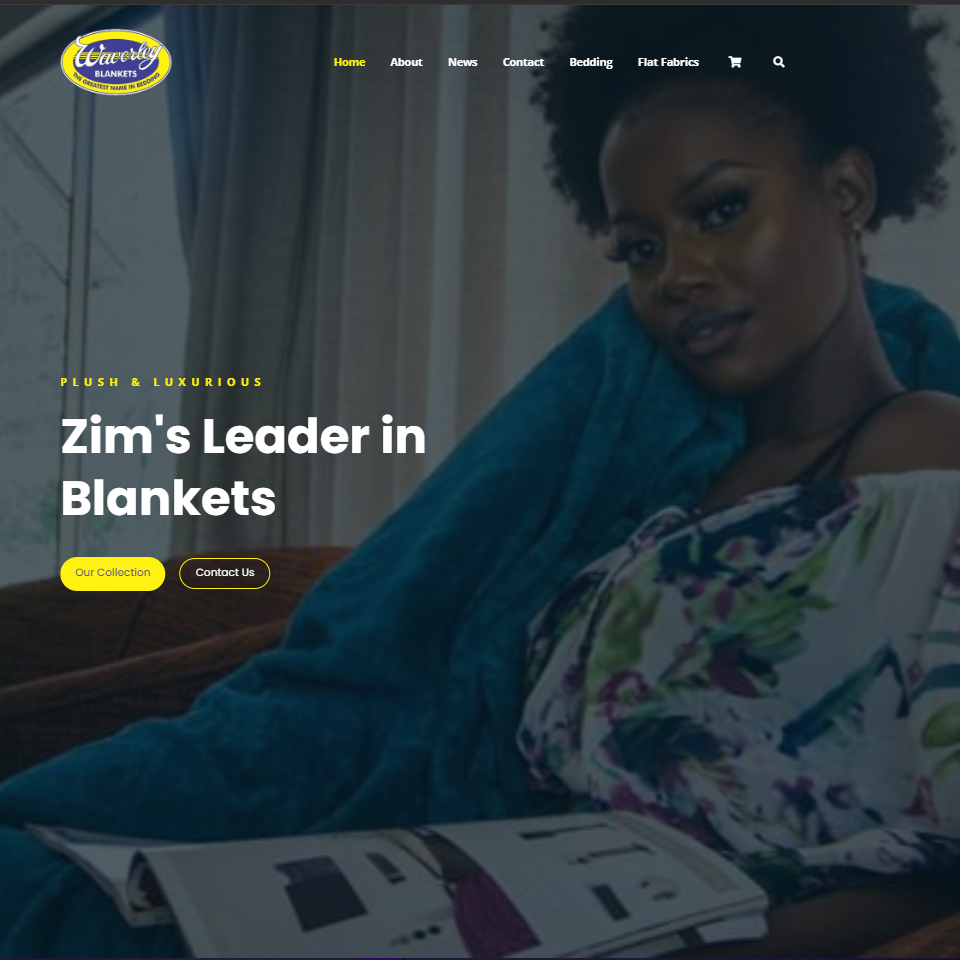 Waverley
BLANKETS
THE GREATEST NAME IN BEDDING
Home About News Contact Bedding Flat Fabrics
PLUSH & LUXURIOUS
Zim's Leader in
Blankets
Our Collection Contact Us